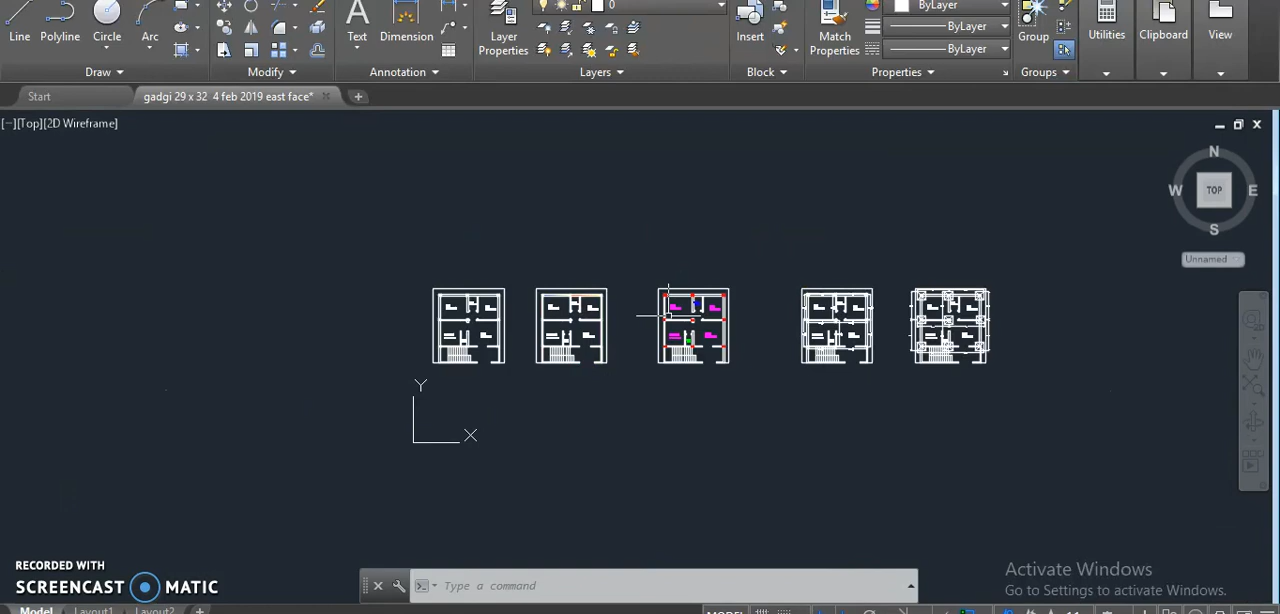 0
ByLayer
ByLayer
ByLayer
Line
Polyline
Circle
Arc
Text
Dimension
Layer
Properties
Insert
Match
Properties
Group
Utilities
Clipboard
View
Draw
Modify
Annotation
Layers
Block
Properties
Groups
Start
gadgi 29 x 32 4 feb 2019 east face*
[−][Top][2D Wireframe]
N
W
TOP
E
S
Unnamed
Y
X
RECORDED WITH
SCREENCAST MATIC
Type a command
Activate Windows
Go to Settings to activate Windows.
Model
Layout1
Layout2
MODEL